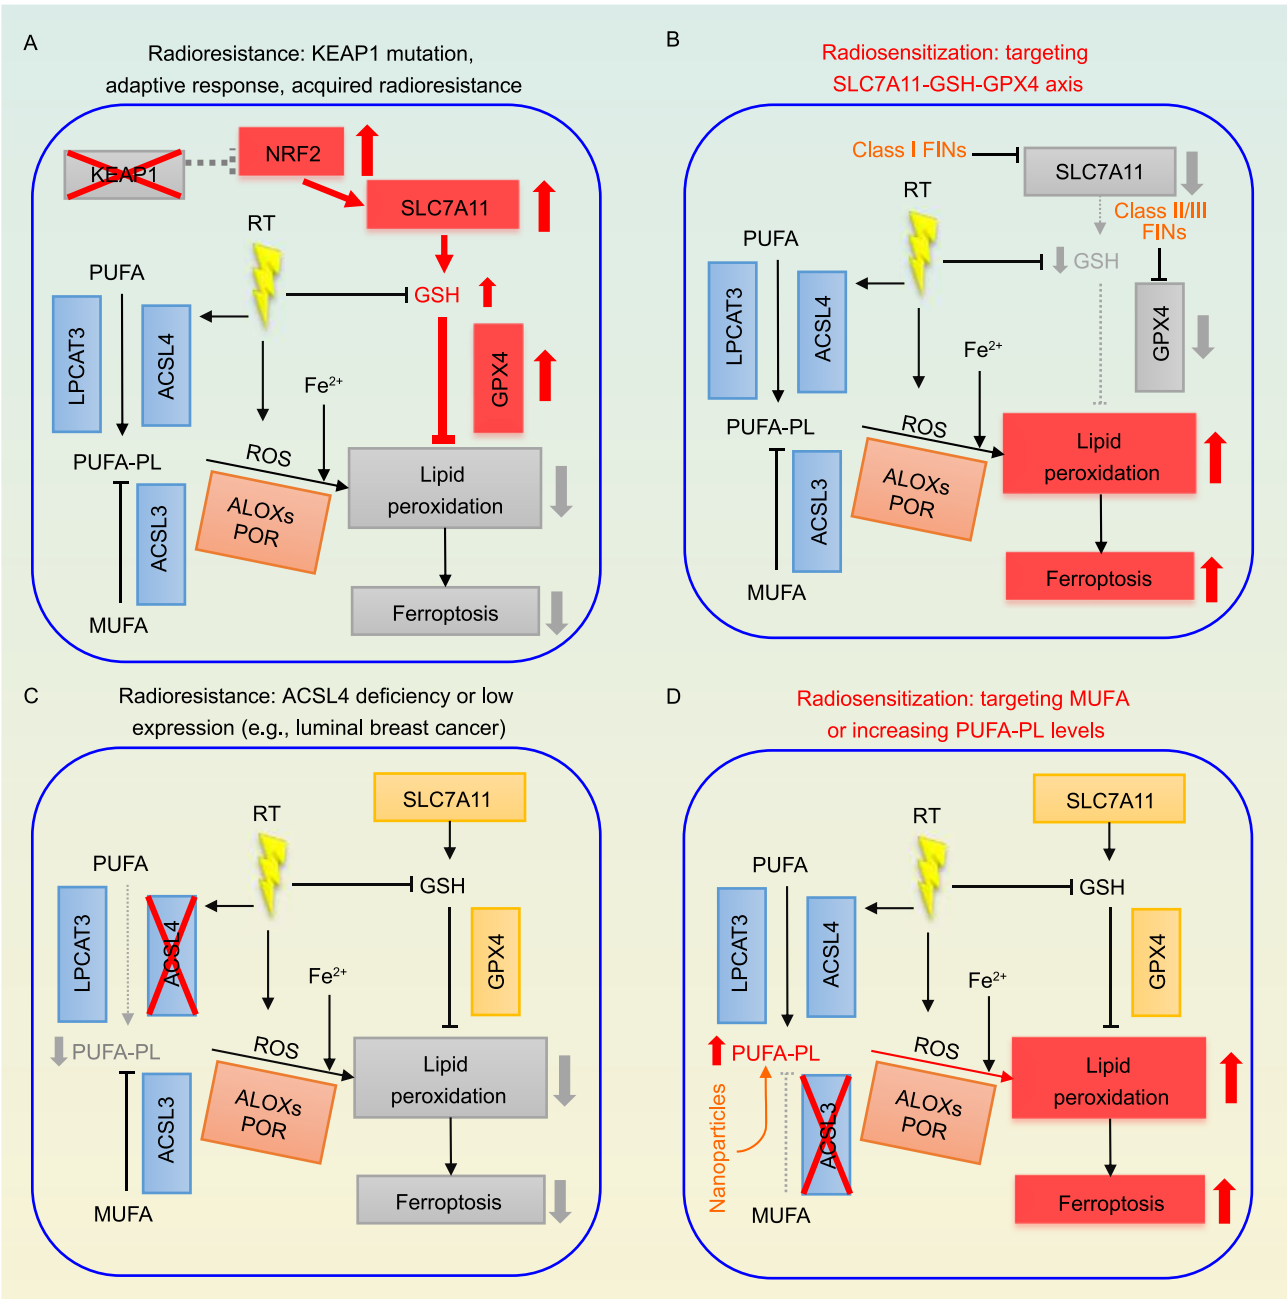 A
Radioresistance: KEAP1 mutation,
adaptive response, acquired radioresistance
KEAP1
NRF2
SLC7A11
RT
PUFA
GSH
LPCAT3
ACSL4
GPX4
Fe2+
PUFA-PL
ROS
ALOXs
POR
Lipid
peroxidation
ACSL3
Ferroptosis
MUFA
B
Radiosensitization: targeting
SLC7A11-GSH-GPX4 axis
Class I FINs
SLC7A11
RT
Class II/III
FINs
PUFA
GSH
LPCAT3
ACSL4
GPX4
Fe2+
PUFA-PL
ROS
ALOXs
POR
Lipid
peroxidation
ACSL3
Ferroptosis
MUFA
C
Radioresistance: ACSL4 deficiency or low
expression (e.g., luminal breast cancer)
SLC7A11
RT
PUFA
GSH
LPCAT3
ACSL4
GPX4
Fe2+
PUFA-PL
ROS
ALOXs
POR
Lipid
peroxidation
ACSL3
Ferroptosis
MUFA
D
Radiosensitization: targeting MUFA
or increasing PUFA-PL levels
SLC7A11
RT
PUFA
GSH
LPCAT3
ACSL4
GPX4
Fe2+
PUFA-PL
ROS
ALOXs
POR
Lipid
peroxidation
Nanoparticles
ACSL3
Ferroptosis
MUFA